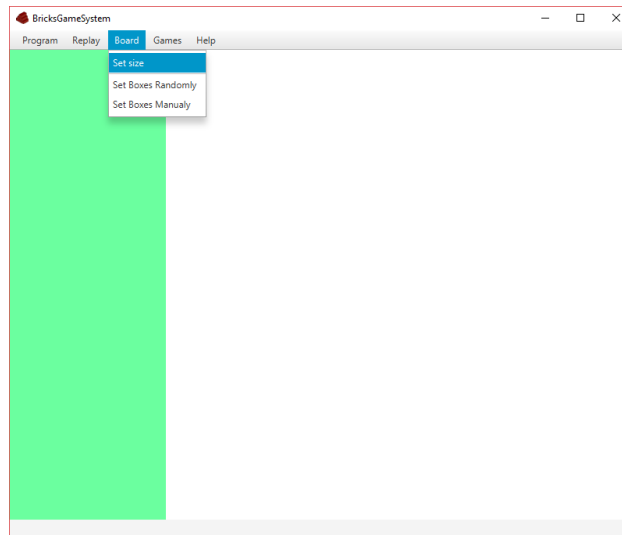 BricksGameSystem
Program Replay Board Games Help
Set size
Set Boxes Randomly
Set Boxes Manualy